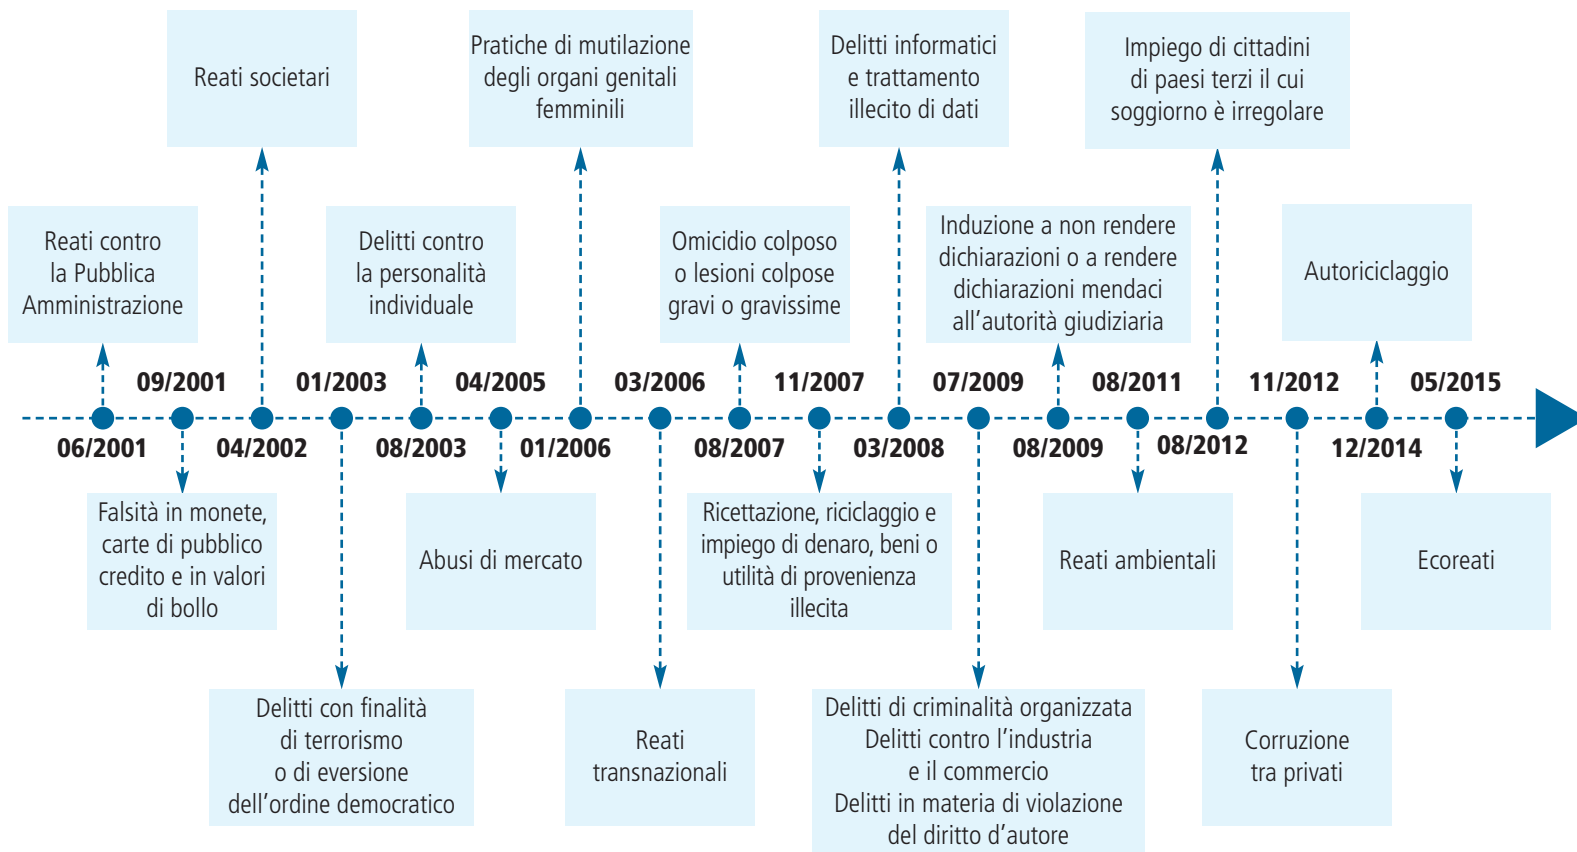 Reati societari
Pratiche di mutilazione
degli organi genitali
femminili
Delitti informatici
e trattamento
illecito di dati
Impiego di cittadini
di paesi terzi il cui
soggiorno è irregolare
Reati contro
la Pubblica
Amministrazione
Delitti contro
la personalità
individuale
Omicidio colposo
o lesioni colpose
gravi o gravissime
Induzione a non rendere
dichiarazioni o a rendere
dichiarazioni mendaci
all'autorità giudiziaria
Autoriciclaggio
09/2001
01/2003
04/2005
03/2006
11/2007
07/2009
08/2011
11/2012
05/2015
06/2001
04/2002
08/2003
01/2006
08/2007
03/2008
08/2009
08/2012
12/2014
Falsità in monete,
carte di pubblico
credito e in valori
di bollo
Abusi di mercato
Ricettazione, riciclaggio e
impiego di denaro, beni o
utilità di provenienza
illecita
Reati ambientali
Ecoreati
Delitti con finalità
di terrorismo
o di eversione
dell'ordine democratico
Reati
transnazionali
Delitti di criminalità organizzata
Delitti contro l'industria
e il commercio
Delitti in materia di violazione
del diritto d'autore
Corruzione
tra privati